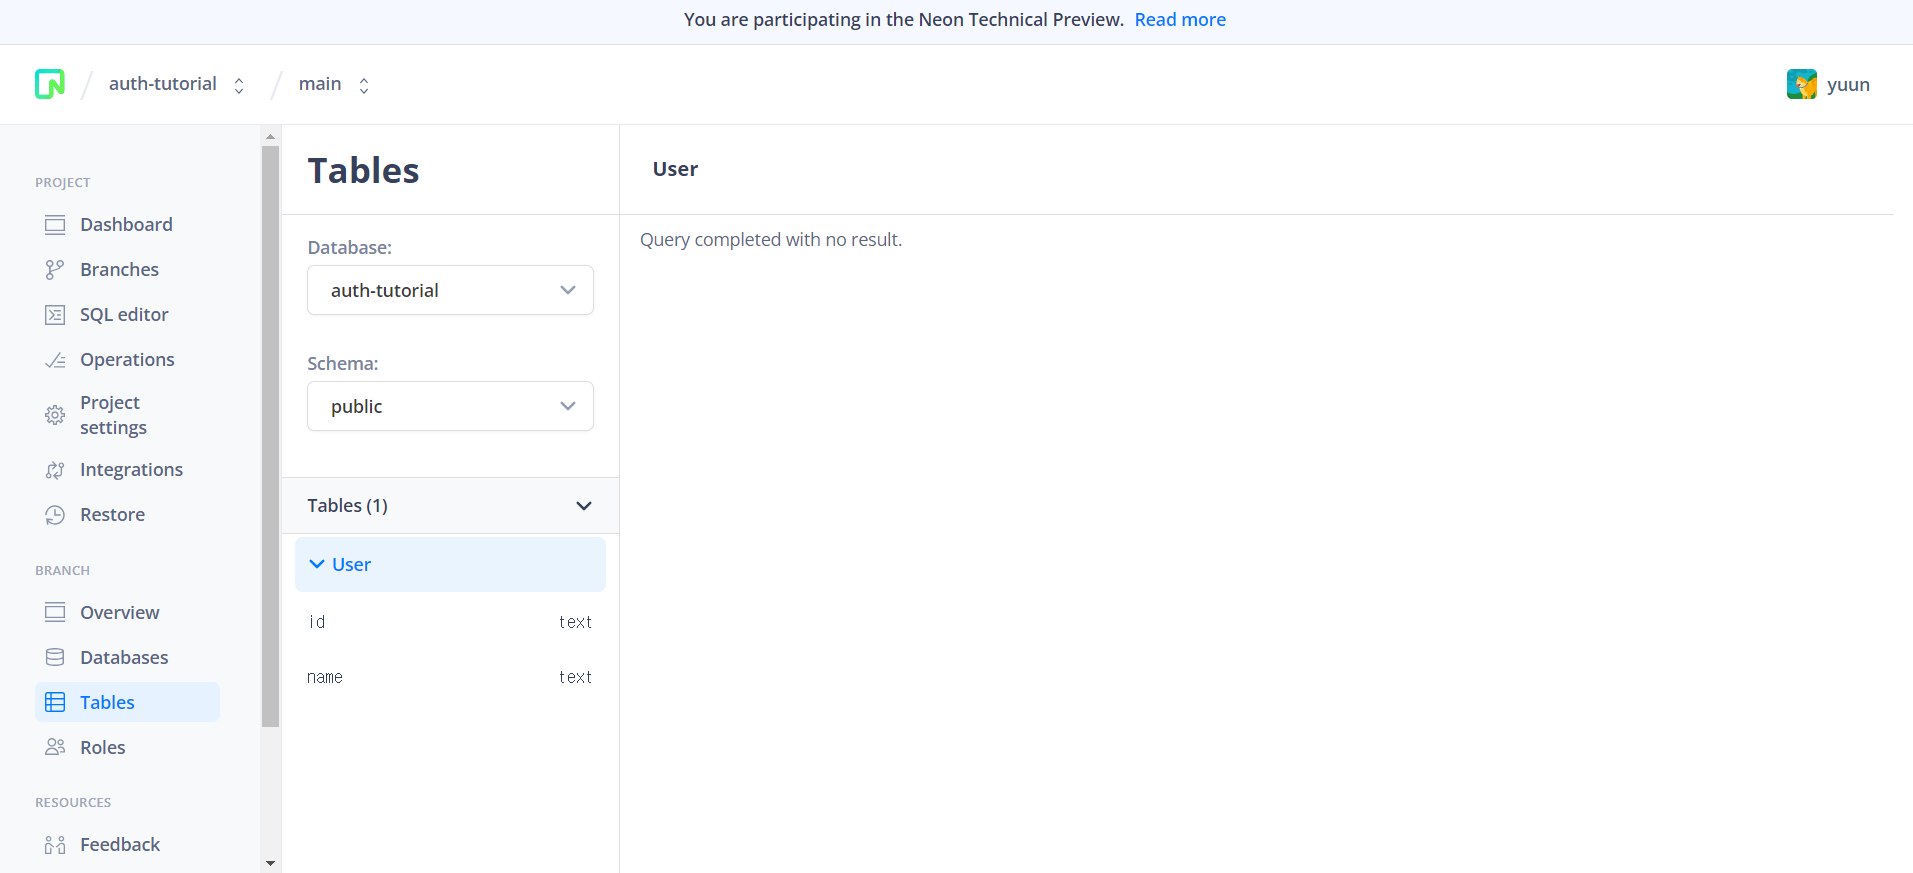 You are participating in the Neon Technical Preview. Read more
auth-tutorial
main
yuun
PROJECT
Dashboard
Branches
SQL editor
Operations
Project
settings
Integrations
Restore
BRANCH
Overview
Databases
Tables
Roles
RESOURCES
Feedback
Tables
Database:
auth-tutorial
Schema:
public
Tables (1)
User
id text
name text
User
Query completed with no result.